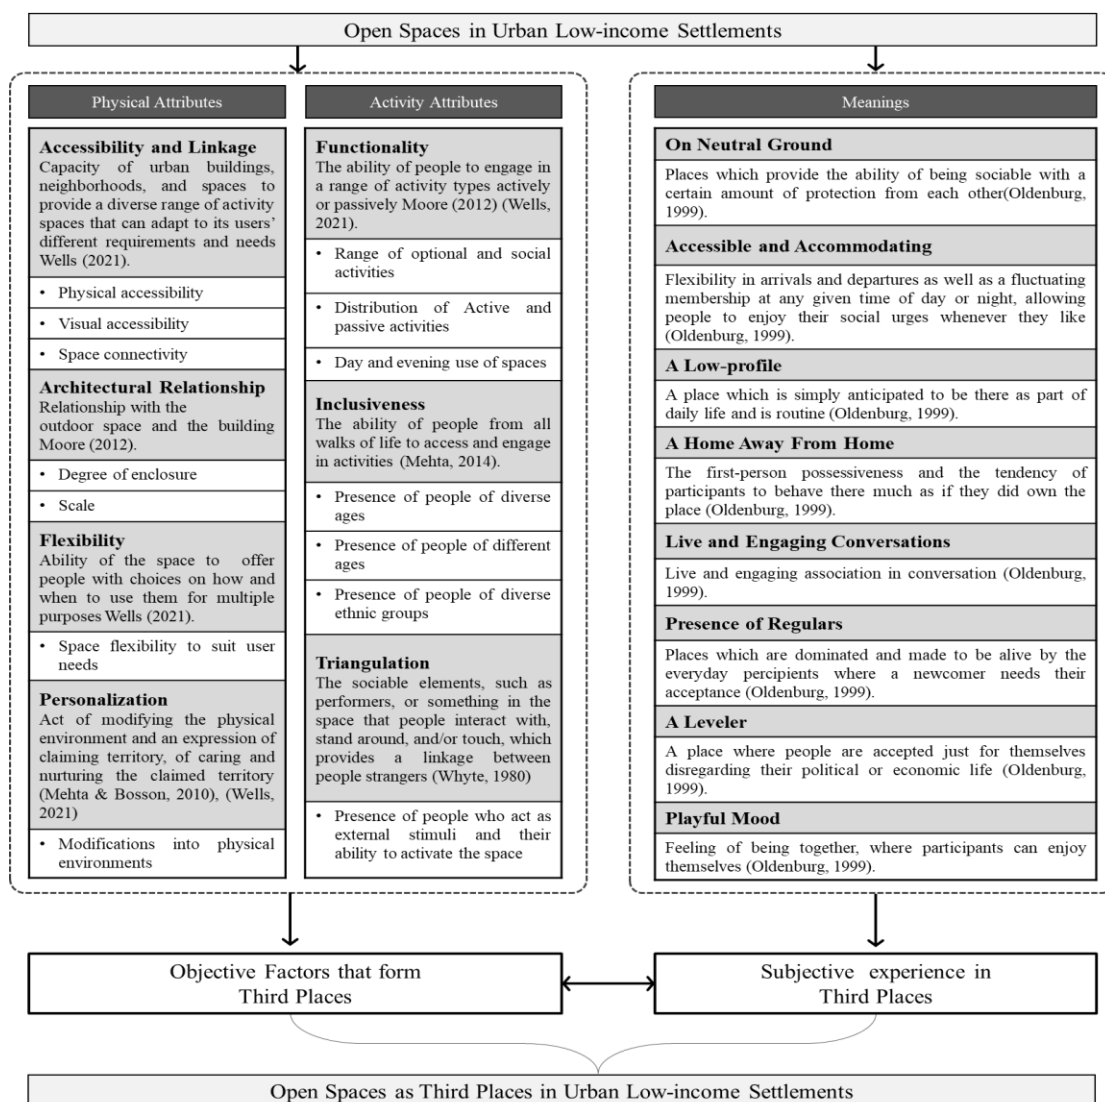 Open Spaces in Urban Low-income Settlements
Physical Attributes
Accessibility and Linkage
Capacity of urban buildings,
neighborhoods, and spaces to
provide a diverse range of activity
spaces that can adapt to its users'
different requirements and needs
Wells (2021).
• Physical accessibility
• Visual accessibility
• Space connectivity
Architectural Relationship
Relationship with the
outdoor space and the building
Moore (2012).
• Degree of enclosure
• Scale
Flexibility
Ability of the space to offer
people with choices on how and
when to use them for multiple
purposes Wells (2021).
• Space flexibility to suit user
needs
Personalization
Act of modifying the physical
environment and an expression of
claiming territory, of caring and
nurturing the claimed territory
(Mehta & Bosson, 2010), (Wells,
2021)
• Modifications into physical
environments
Activity Attributes
Functionality
The ability of people to engage in
a range of activity types actively
or passively Moore (2012) (Wells,
2021).
• Range of optional and social
activities
• Distribution of Active and
passive activities
• Day and evening use of spaces
Inclusiveness
The ability of people from all
walks of life to access and engage
in activities (Mehta, 2014).
• Presence of people of diverse
ages
• Presence of people of different
ages
• Presence of people of diverse
ethnic groups
Triangulation
The sociable elements, such as
performers, or something in the
space that people interact with,
stand around, and/or touch, which
provides a linkage between
people strangers (Whyte, 1980)
• Presence of people who act as
external stimuli and their
ability to activate the space
Meanings
On Neutral Ground
Places which provide the ability of being sociable with a
certain amount of protection from each other(Oldenburg,
1999).
Accessible and Accommodating
Flexibility in arrivals and departures as well as a fluctuating
membership at any given time of day or night, allowing
people to enjoy their social urges whenever they like
(Oldenburg, 1999).
A Low-profile
A place which is simply anticipated to be there as part of
daily life and is routine (Oldenburg, 1999).
A Home Away From Home
The first-person possessiveness and the tendency of
participants to behave there much as if they did own the
place (Oldenburg, 1999).
Live and Engaging Conversations
Live and engaging association in conversation (Oldenburg,
1999).
Presence of Regulars
Places which are dominated and made to be alive by the
everyday percipients where a newcomer needs their
acceptance (Oldenburg, 1999).
A Leveler
A place where people are accepted just for themselves
disregarding their political or economic life (Oldenburg,
1999).
Playful Mood
Feeling of being together, where participants can enjoy
themselves (Oldenburg, 1999).
Objective Factors that form
Third Places
Subjective experience in
Third Places
Open Spaces as Third Places in Urban Low-income Settlements